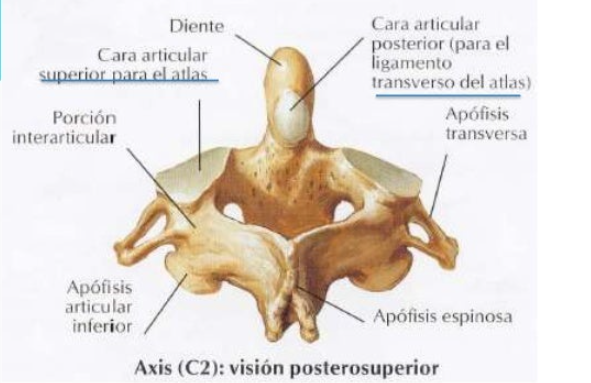 Diente
Cara articular
superior para el atlas
Porción
interarticular
Cara articular
posterior (para el
ligamento
transverso del atlas)
Apófisis
transversa
Apófisis
articular
inferior
Apófisis espinosa
Axis (C2): visión posterosuperior